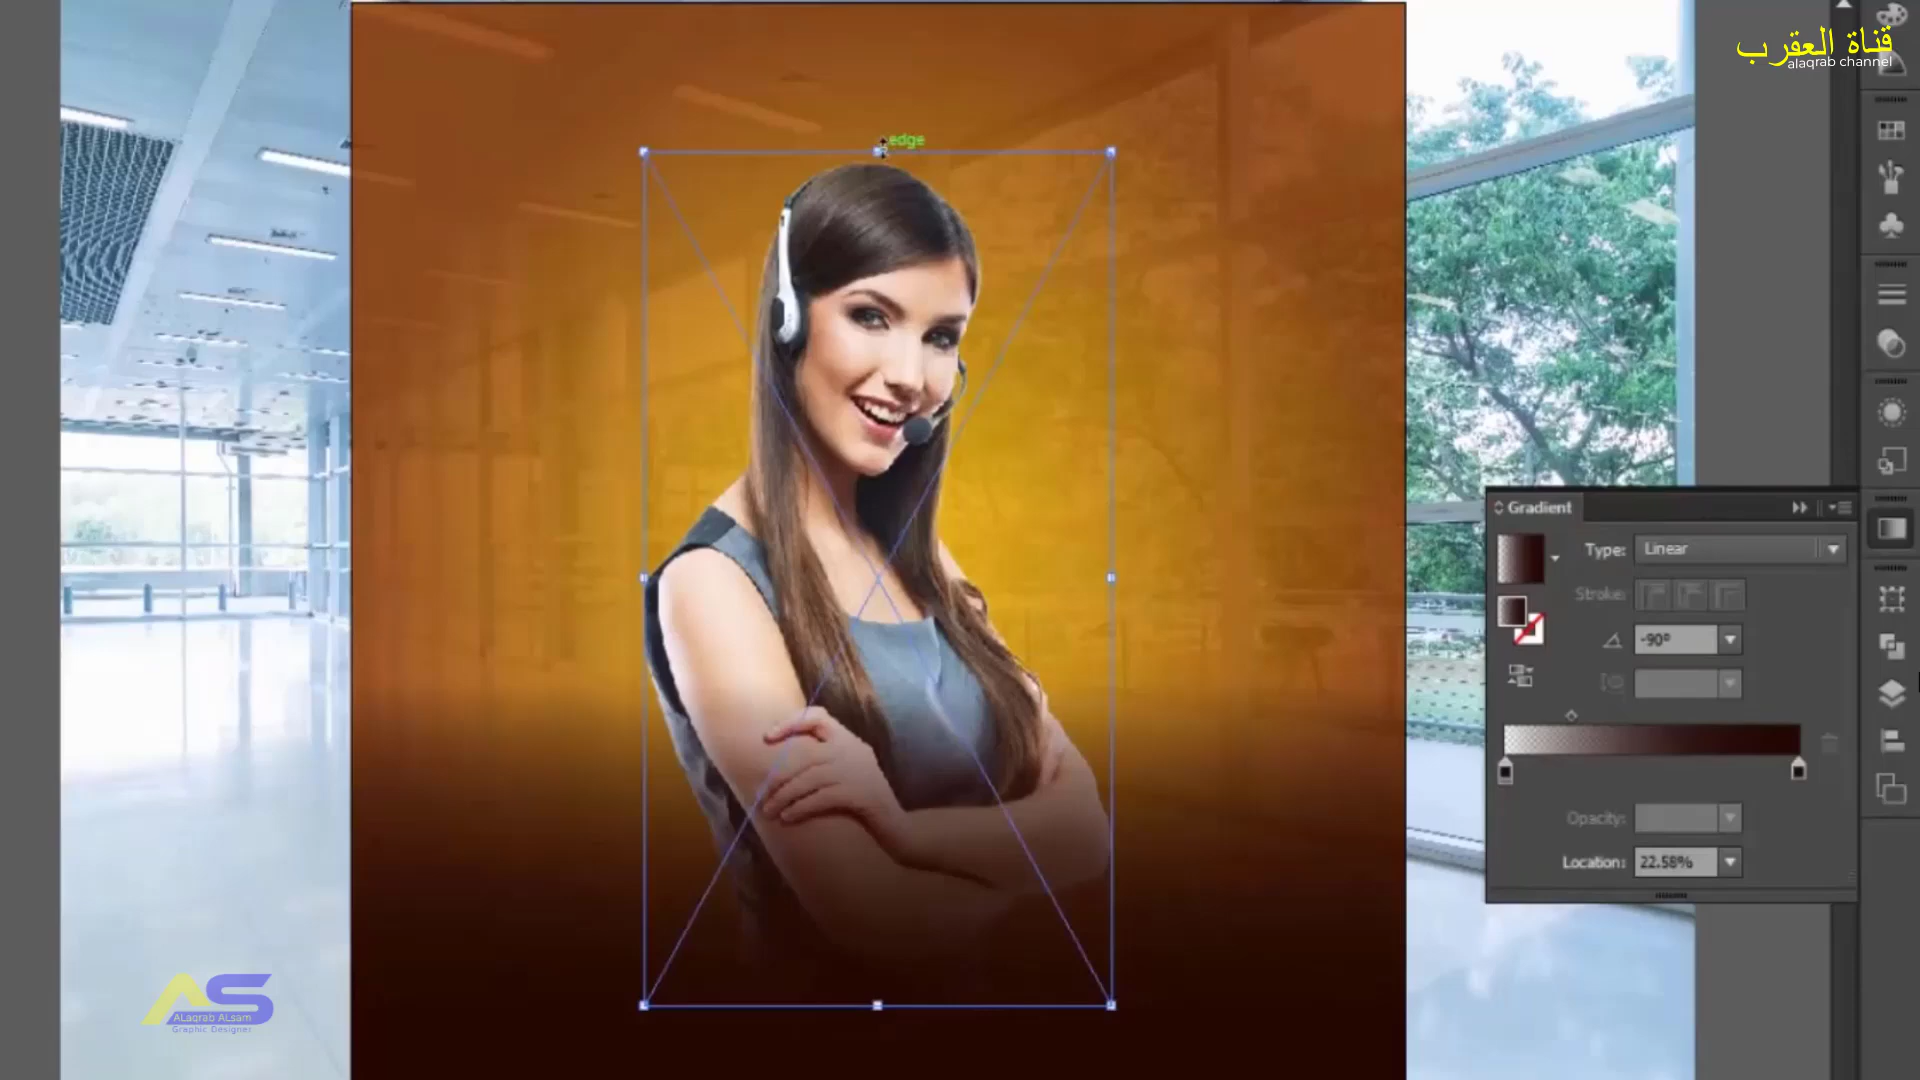 قناة العقرب
alaqrab channel
edge
Gradient
Type: Linear
Stroke:
-90°
Opacity:
Location: 22.58%
AS
ALaqrab ALsam
Graphic Designer